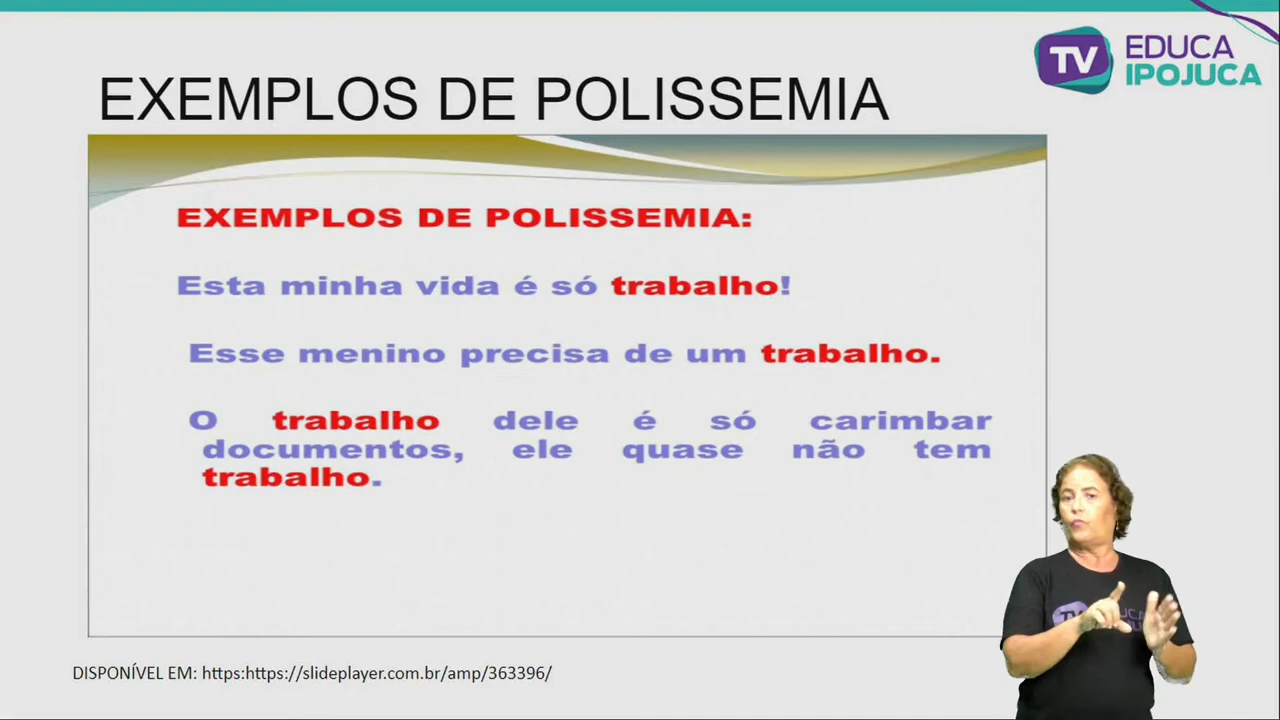 TV EDUCA
IPOJUCA
EXEMPLOS DE POLISSEMIA
EXEMPLOS DE POLISSEMIA:
Esta minha vida é só trabalho!
Esse menino precisa de um trabalho.
O trabalho dele é só carimbar
documentos, ele quase não tem
trabalho.
DISPONÍVEL EM: https:https://slideplayer.com.br/amp/363396/